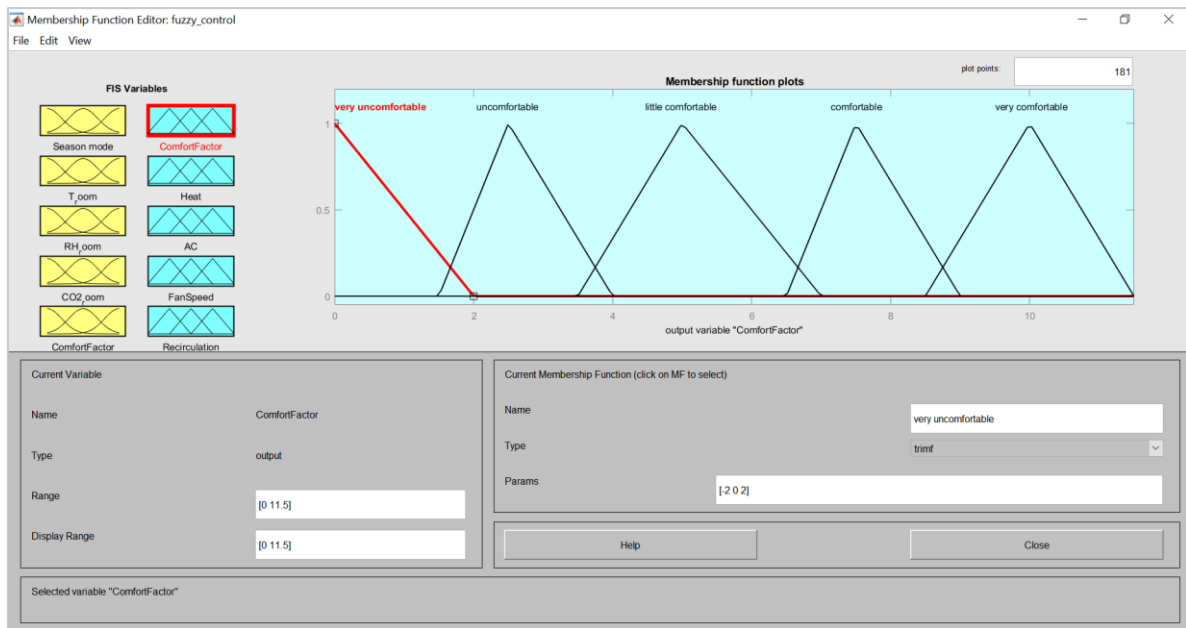 Membership Function Editor: fuzzy_control
File Edit View
FIS Variables
Season mode
ComfortFactor
T_room
Heat
RH_room
AC
CO2_room
FanSpeed
ComfortFactor
Recirculation
plot points:
181
Membership function plots
very uncomfortable
uncomfortable
little comfortable
comfortable
very comfortable
1
0.5
0
0
2
4
6
8
10
output variable "ComfortFactor"
Current Variable
Name
ComfortFactor
Type
output
Range
[0 11.5]
Display Range
[0 11.5]
Current Membership Function (click on MF to select)
Name
very uncomfortable
Type
trimf
Params
[-2 0 2]
Help
Close
Selected variable "ComfortFactor"